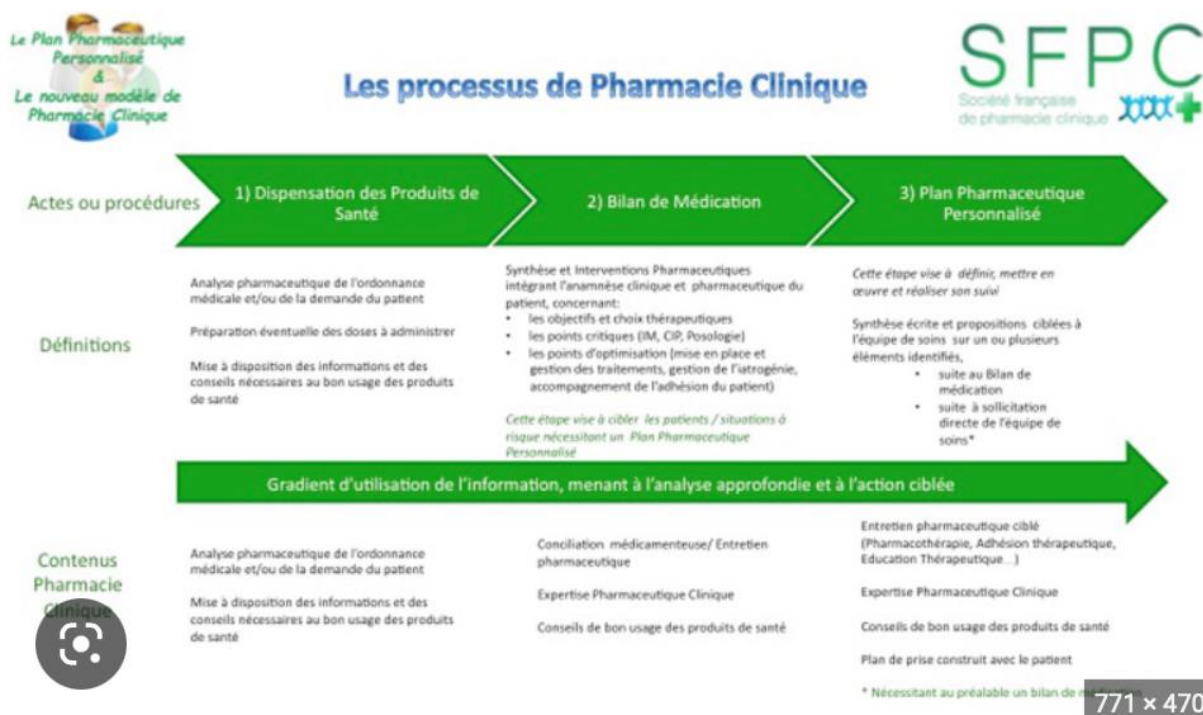 Le Plan Pharmaceutique
Personnalisé
&
Le nouveau modèle de
Pharmacie Clinique
Les processus de Pharmacie Clinique
SFPC
Société française
de pharmacie clinique
Actes ou procédures
1) Dispensation des Produits de
Santé
2) Bilan de Médication
3) Plan Pharmaceutique
Personnalisé
Définitions
Analyse pharmaceutique de l'ordonnance
médicale et/ou de la demande du patient
Préparation éventuelle des doses à administrer
Mise à disposition des informations et des
conseils nécessaires au bon usage des produits
de santé
Synthèse et Interventions Pharmaceutiques
intégrant l'anamnèse clinique et pharmaceutique du
patient, concernant:
• les objectifs et choix thérapeutiques
• les points critiques (IM, CIP, Posologie)
• les points d'optimisation (mise en place et
gestion des traitements, gestion de l'iatrogénie,
accompagnement de l'adhésion du patient)
Cette étape vise à cibler les patients / situations à
risque nécessitant un Plan Pharmaceutique
Personnalisé
Cette étape vise à définir, mettre en
œuvre et réaliser son suivi
Synthèse écrite et propositions ciblées à
l'équipe de soins sur un ou plusieurs
éléments identifiés,
• suite au Bilan de
médication
• suite à sollicitation
directe de l'équipe de
soins*
Gradient d'utilisation de l'information, menant à l'analyse approfondie et à l'action ciblée
Contenus
Pharmacie
Clinique
Analyse pharmaceutique de l'ordonnance
médicale et/ou de la demande du patient
Mise à disposition des informations et des
conseils nécessaires au bon usage des produits
de santé
Conciliation médicamenteuse/ Entretien
pharmaceutique
Expertise Pharmaceutique Clinique
Conseils de bon usage des produits de santé
Entretien pharmaceutique ciblé
(Pharmacothérapie, Adhésion thérapeutique,
Education Thérapeutique...)
Expertise Pharmaceutique Clinique
Conseils de bon usage des produits de santé
Plan de prise construit avec le patient
* Nécessitant au préalable un bilan de médication
771 × 470